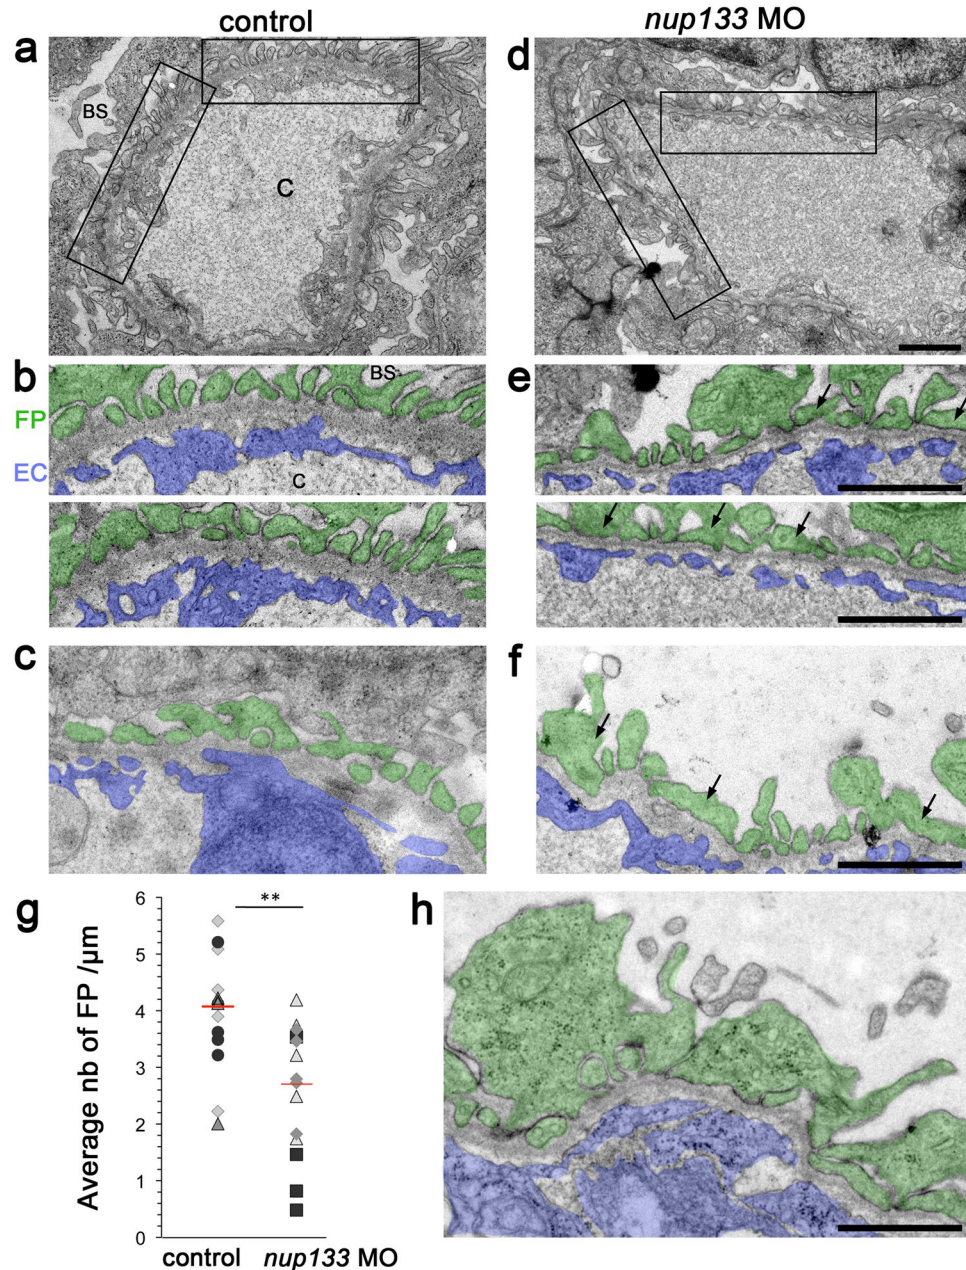 control
nup133 MO
a
BS
C
d
b
BS
FP
EC
C
e
c
f
g
**
6
5
4
3
2
1
0
Average nb of FP /µm
control
nup133 MO
h